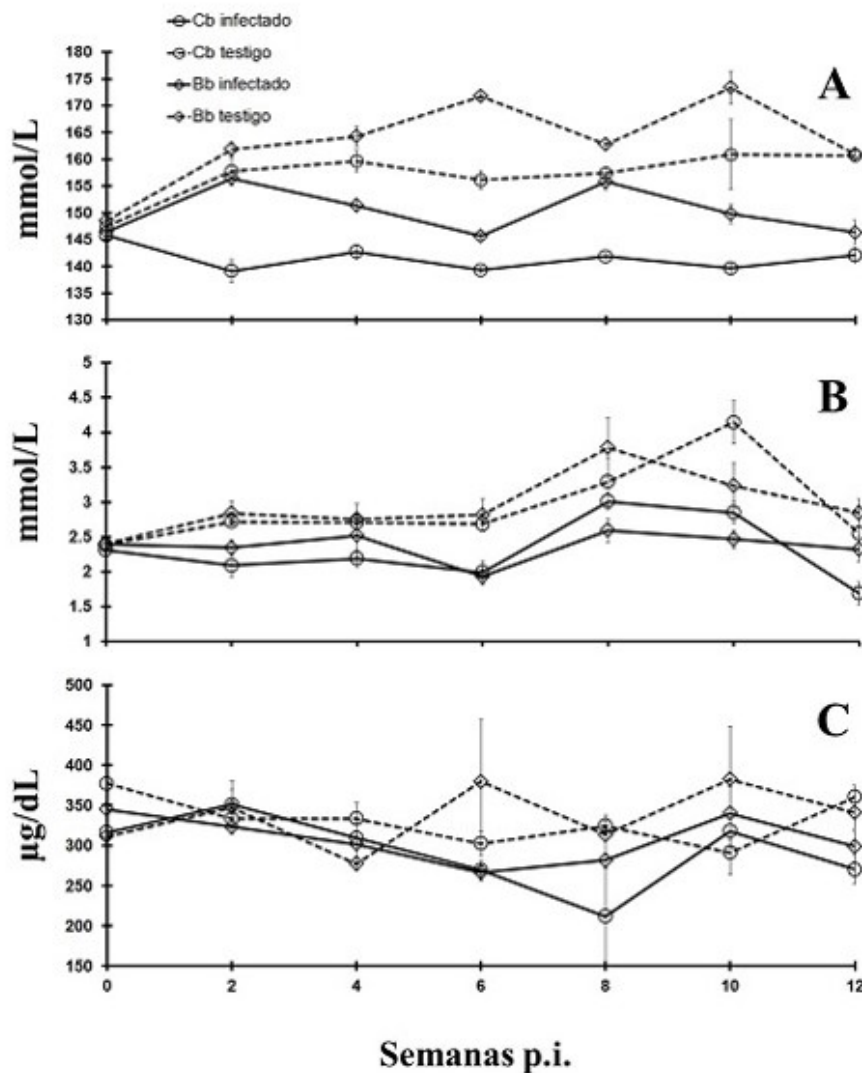 Cb infectado
Cb testigo
Bb infectado
Bb testigo
A
mmol/L
180
175
170
165
160
155
150
145
140
135
130
B
mmol/L
5
4.5
4
3.5
3
2.5
2
1.5
1
C
µg/dL
500
450
400
350
300
250
200
150
0 2 4 6 8 10 12
Semanas p.i.